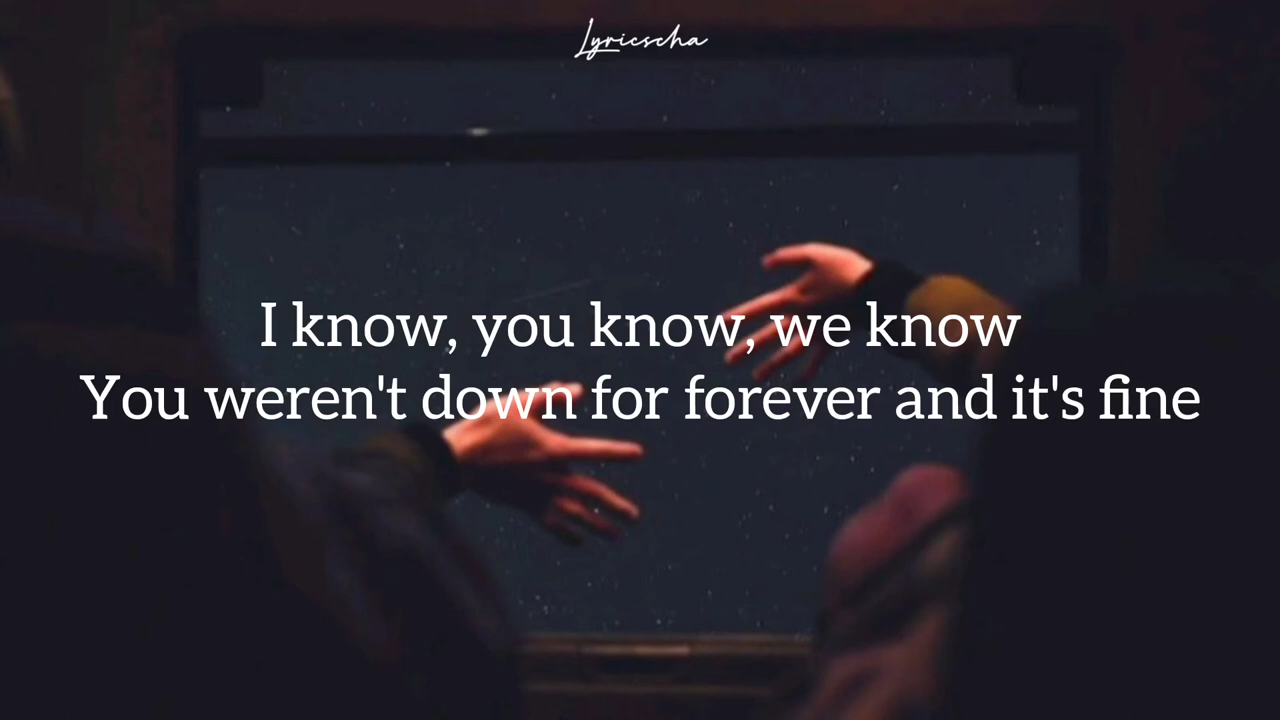 Lyricscha
I know, you know, we know
You weren't down for forever and it's fine